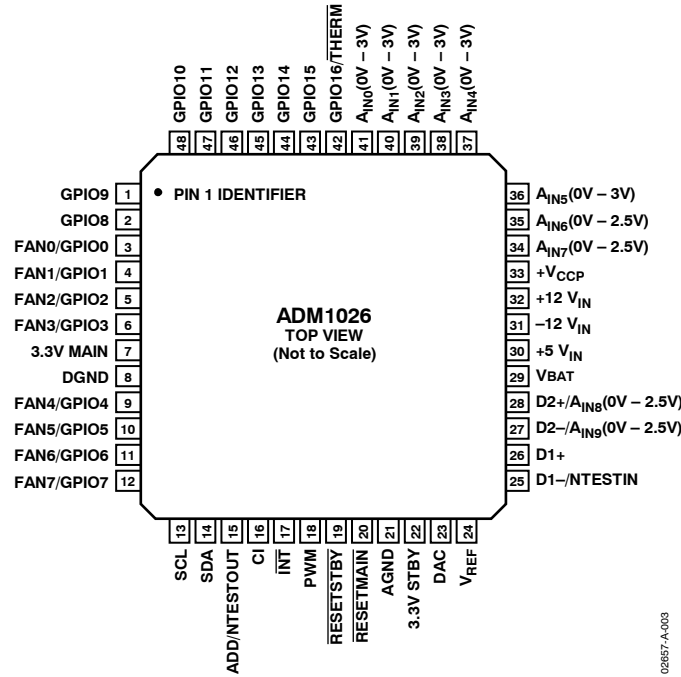 GPIO10
GPIO11
GPIO12
GPIO13
GPIO14
GPIO15
GPIO16/THERM
AIN0(0V – 3V)
AIN1(0V – 3V)
AIN2(0V – 3V)
AIN3(0V – 3V)
AIN4(0V – 3V)
48 47 46 45 44 43 42 41 40 39 38 37
GPIO9 1
GPIO8 2
FAN0/GPIO0 3
FAN1/GPIO1 4
FAN2/GPIO2 5
FAN3/GPIO3 6
3.3V MAIN 7
DGND 8
FAN4/GPIO4 9
FAN5/GPIO5 10
FAN6/GPIO6 11
FAN7/GPIO7 12
• PIN 1 IDENTIFIER
ADM1026
TOP VIEW
(Not to Scale)
36 AIN5(0V – 3V)
35 AIN6(0V – 2.5V)
34 AIN7(0V – 2.5V)
33 +VCCP
32 +12 VIN
31 –12 VIN
30 +5 VIN
29 VBAT
28 D2+/AIN8(0V – 2.5V)
27 D2–/AIN9(0V – 2.5V)
26 D1+
25 D1–/NTESTIN
13 14 15 16 17 18 19 20 21 22 23 24
SCL
SDA
ADD/NTESTOUT
CI
INT
PWM
RESETSTBY
RESETMAIN
AGND
3.3V STBY
DAC
VREF
02657-A-003